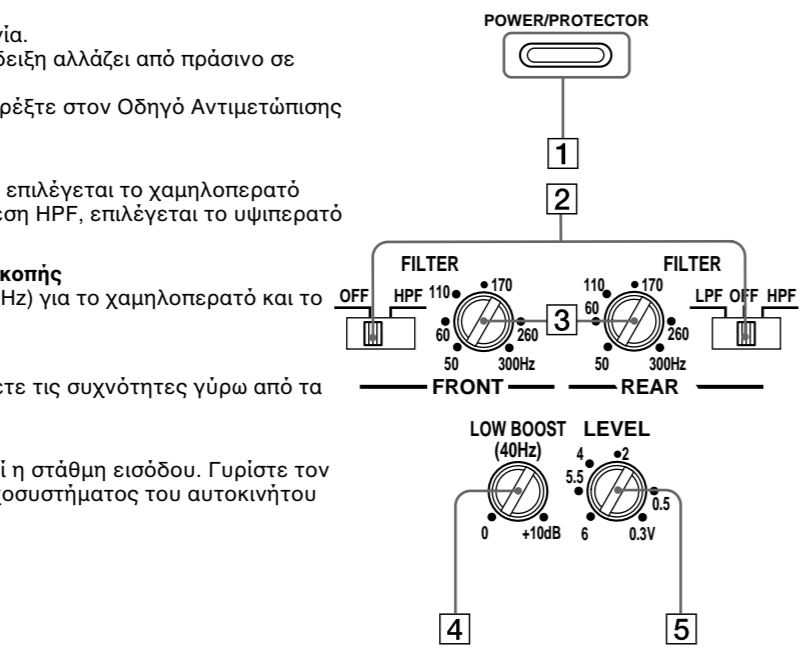 νία.
δειξη αλλάζει από πράσινο σε
ρέξτε στον Οδηγό Αντιμετώπισης
επιλέγεται το χαμηλοπερατό
εση HPF, επιλέγεται το υψιπερατό
κοπής
Hz) για το χαμηλοπερατό και το
ετε τις συχνότητες γύρω από τα
ί η στάθμη εισόδου. Γυρίστε τον
χοσυστήματος του αυτοκινήτου
POWER/PROTECTOR
1
2
FILTER FILTER
OFF HPF 110 170 110 170 LPF OFF HPF
60 260 3 60 260
50 300Hz 50 300Hz
FRONT REAR
LOW BOOST LEVEL
(40Hz) 4 2
5.5 0.5
0 +10dB 6 0.3V
4 5